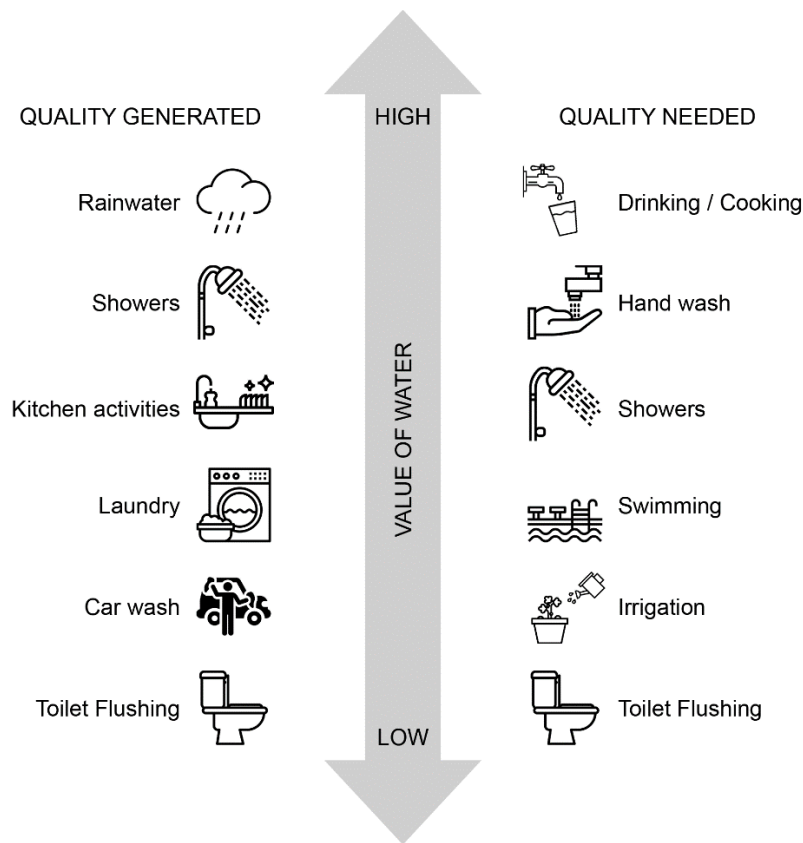 QUALITY GENERATED
HIGH
QUALITY NEEDED
Rainwater
Drinking / Cooking
Showers
Hand wash
Kitchen activities
Showers
VALUE OF WATER
Laundry
Swimming
Car wash
Irrigation
Toilet Flushing
Toilet Flushing
LOW